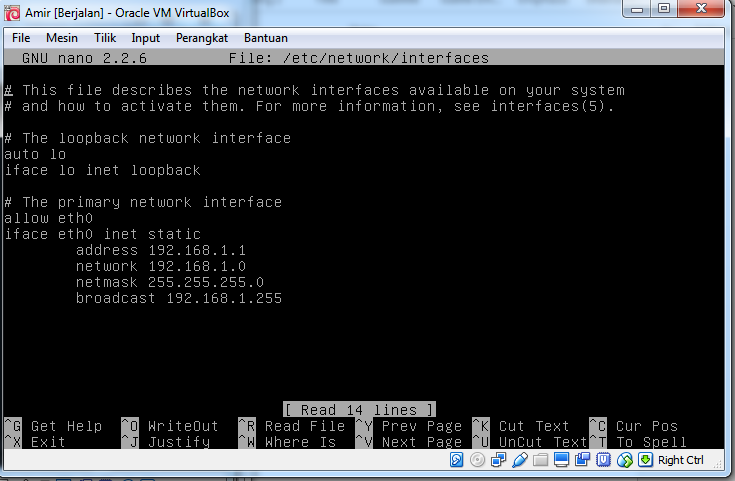 Amir [Berjalan] - Oracle VM VirtualBox
File Mesin Tilik Input Perangkat Bantuan
GNU nano 2.2.6 File: /etc/network/interfaces
# This file describes the network interfaces available on your system
# and how to activate them. For more information, see interfaces(5).
# The loopback network interface
auto lo
iface lo inet loopback
# The primary network interface
allow eth0
iface eth0 inet static
address 192.168.1.1
network 192.168.1.0
netmask 255.255.255.0
broadcast 192.168.1.255
[ Read 14 lines ]
^G Get Help ^O WriteOut ^R Read File ^Y Prev Page ^K Cut Text ^C Cur Pos
^X Exit ^J Justify ^W Where Is ^V Next Page ^U UnCut Text ^T To Spell
Right Ctrl